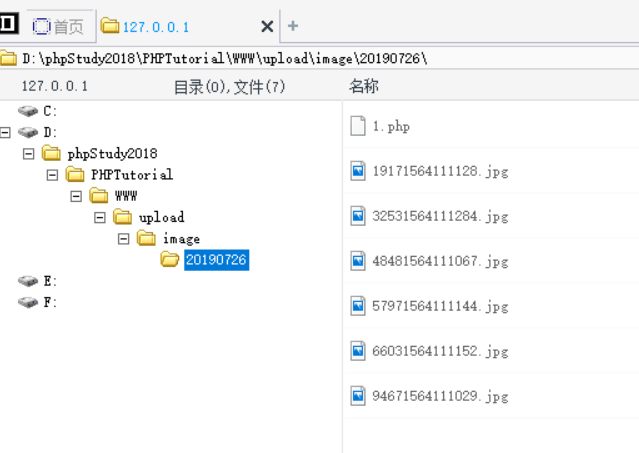 首页
127.0.0.1
D:\phpStudy2018\PHPTutorial\WWW\upload\image\20190726\
127.0.0.1 目录(0),文件(7) 名称
C:
D:
phpStudy2018
PHPTutorial
WWW
upload
image
20190726
E:
F:
1.php
19171564111128.jpg
32531564111284.jpg
48481564111067.jpg
57971564111144.jpg
66031564111152.jpg
94671564111029.jpg